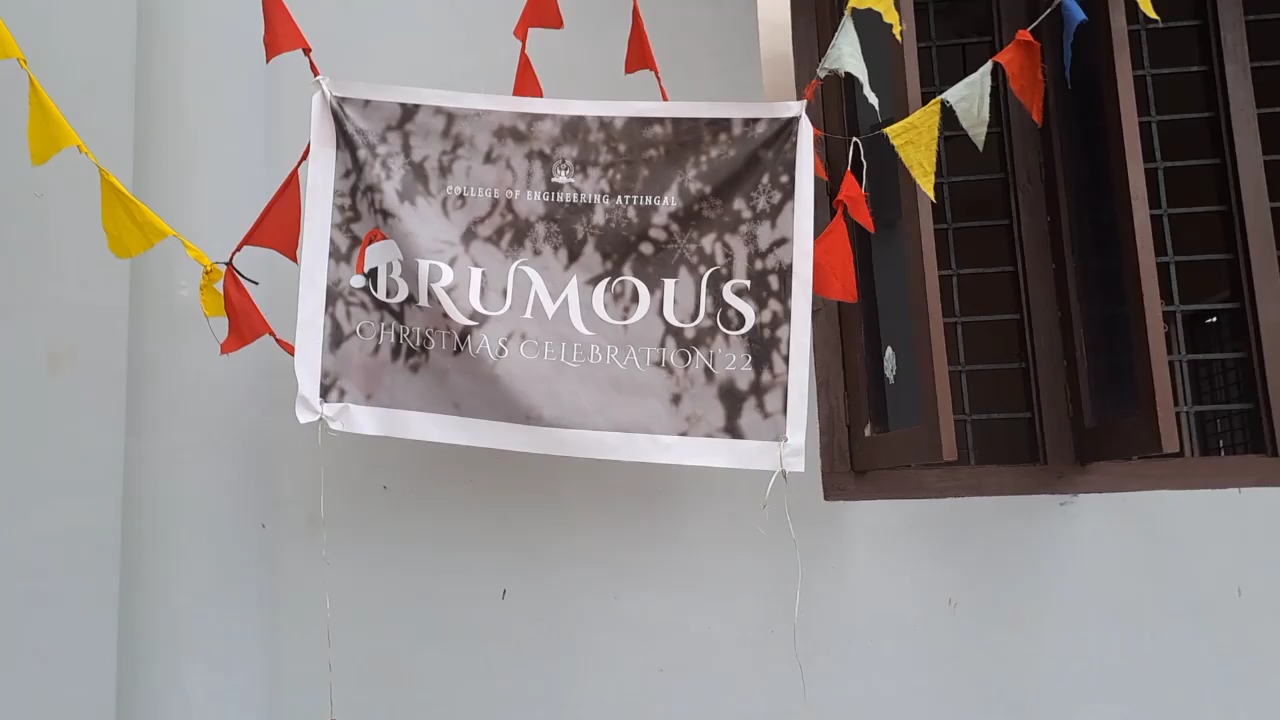 COLLEGE OF ENGINEERING ATTINGAL
BRUMOUS
CHRISTMAS CELEBRATION'22